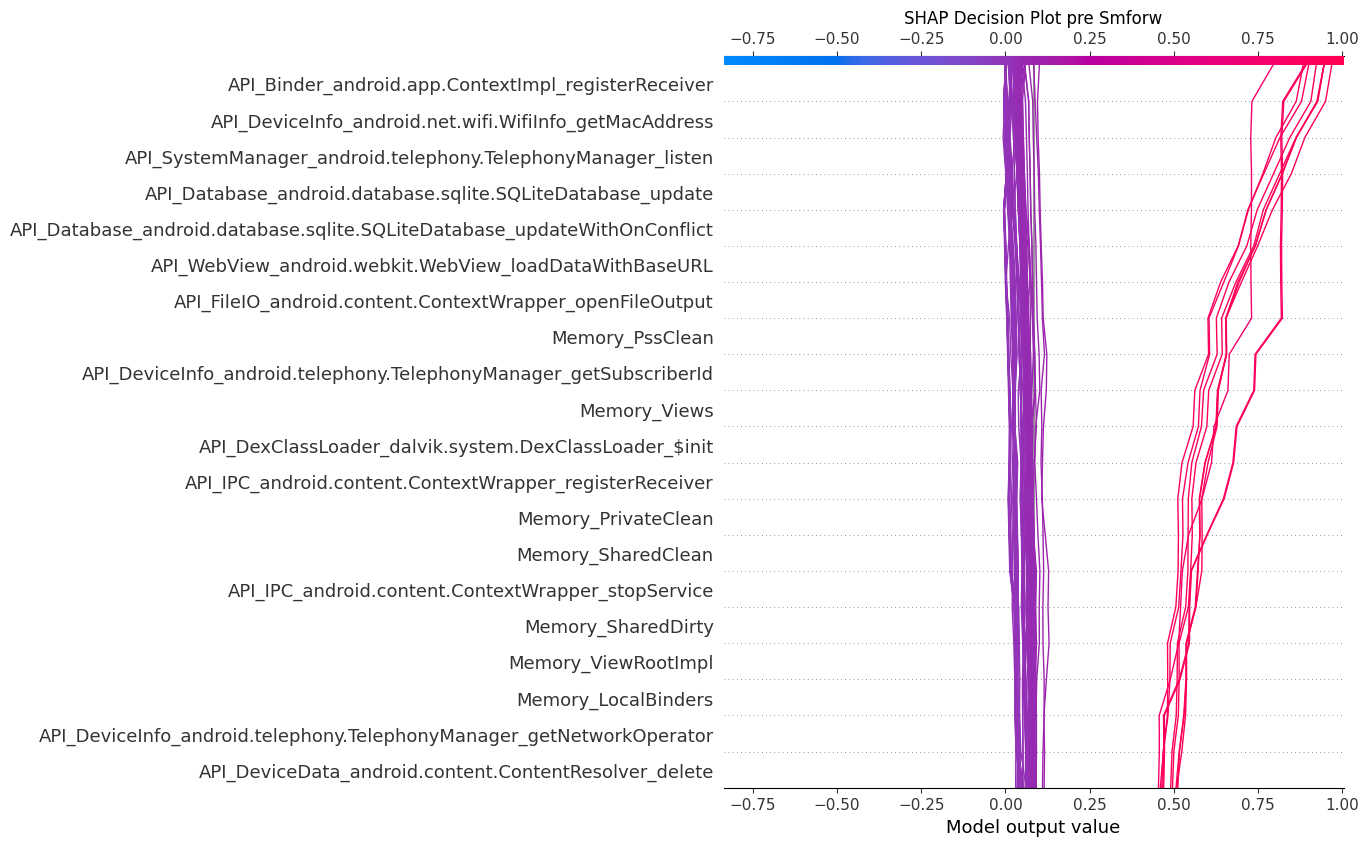 SHAP Decision Plot pre Smforw
−0.75 −0.50 −0.25 0.00 0.25 0.50 0.75 1.00
API_Binder_android.app.ContextImpl_registerReceiver
API_DeviceInfo_android.net.wifi.WifiInfo_getMacAddress
API_SystemManager_android.telephony.TelephonyManager_listen
API_Database_android.database.sqlite.SQLiteDatabase_update
API_Database_android.database.sqlite.SQLiteDatabase_updateWithOnConflict
API_WebView_android.webkit.WebView_loadDataWithBaseURL
API_FileIO_android.content.ContextWrapper_openFileOutput
Memory_PssClean
API_DeviceInfo_android.telephony.TelephonyManager_getSubscriberId
Memory_Views
API_DexClassLoader_dalvik.system.DexClassLoader_$init
API_IPC_android.content.ContextWrapper_registerReceiver
Memory_PrivateClean
Memory_SharedClean
API_IPC_android.content.ContextWrapper_stopService
Memory_SharedDirty
Memory_ViewRootImpl
Memory_LocalBinders
API_DeviceInfo_android.telephony.TelephonyManager_getNetworkOperator
API_DeviceData_android.content.ContentResolver_delete
−0.75 −0.50 −0.25 0.00 0.25 0.50 0.75 1.00
Model output value